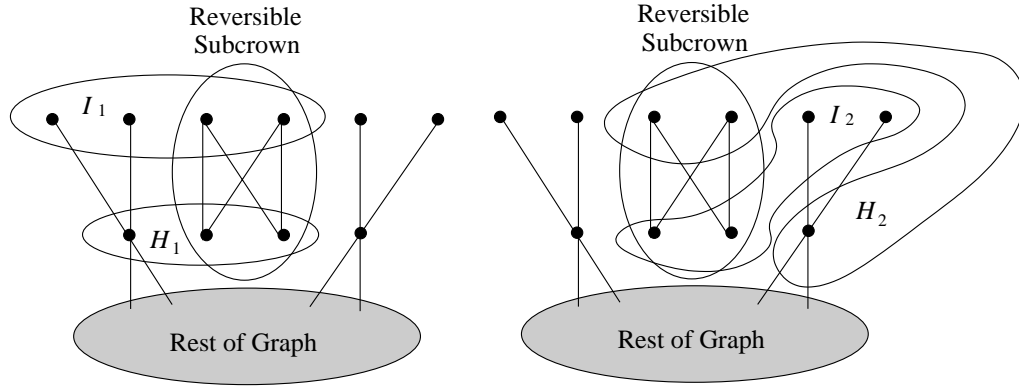 Reversible
Subcrown
I 1
H 1
Rest of Graph
Reversible
Subcrown
I 2
H 2
Rest of Graph